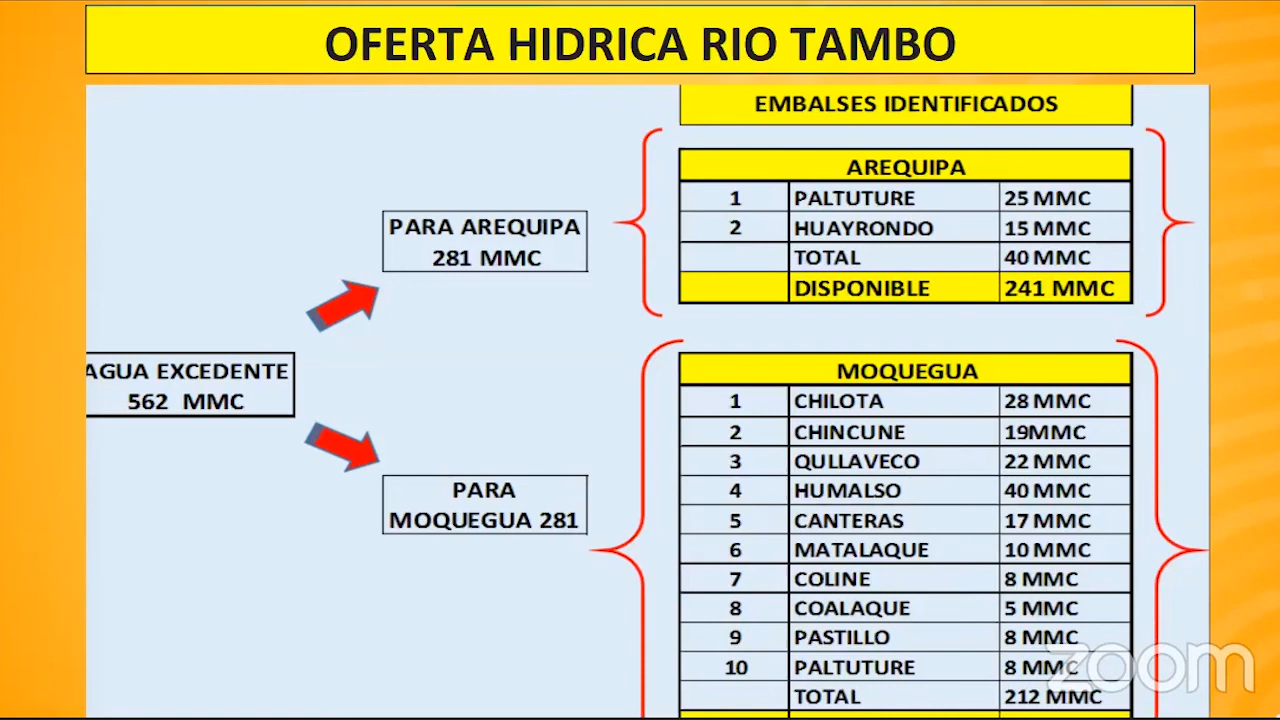 OFERTA HIDRICA RIO TAMBO
EMBALSES IDENTIFICADOS
AREQUIPA
1 PALTUTURE 25 MMC
2 HUAYRONDO 15 MMC
TOTAL 40 MMC
DISPONIBLE 241 MMC
PARA AREQUIPA
281 MMC
AGUA EXCEDENTE
562 MMC
PARA
MOQUEGUA 281
MOQUEGUA
1 CHILOTA 28 MMC
2 CHINCUNE 19MMC
3 QULLAVECO 22 MMC
4 HUMALSO 40 MMC
5 CANTERAS 17 MMC
6 MATALAQUE 10 MMC
7 COLINE 8 MMC
8 COALAQUE 5 MMC
9 PASTILLO 8 MMC
10 PALTUTURE 8 MMC
TOTAL 212 MMC
zoom